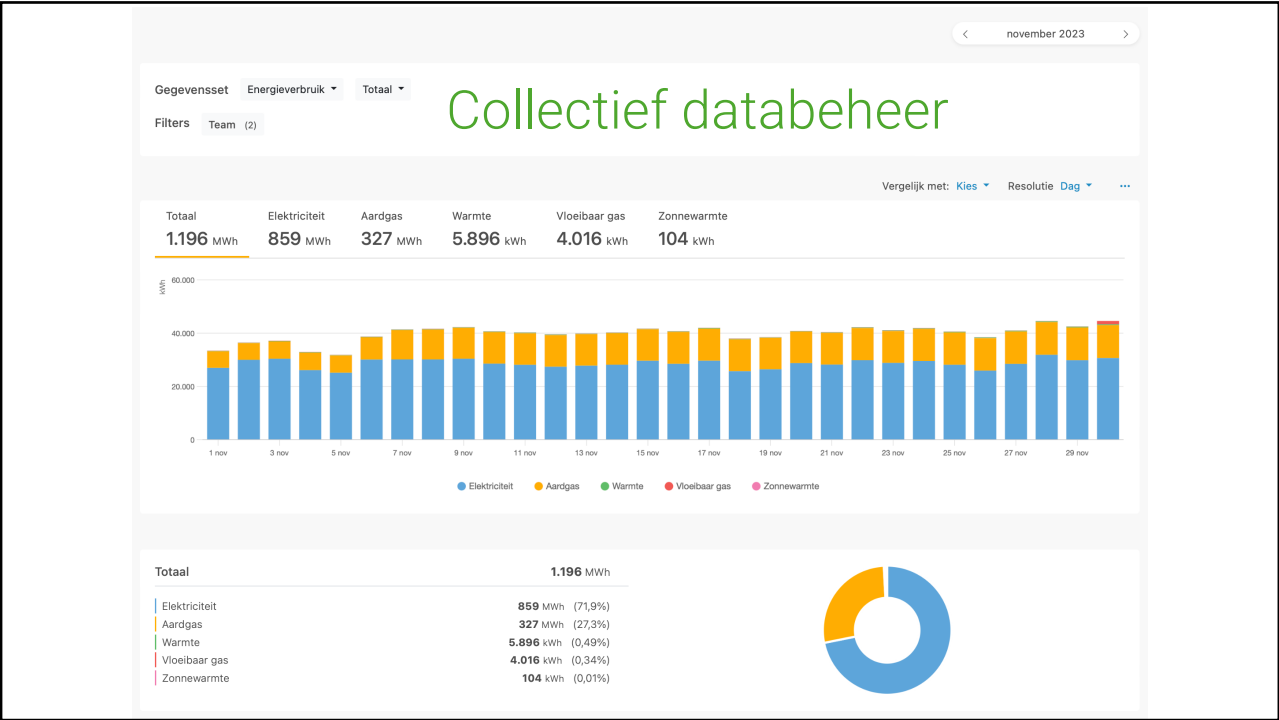 november 2023
Gegevensset Energieverbruik Totaal
Collectief databeheer
Filters Team (2)
Vergelijk met: Kies Resolutie Dag ...
Totaal Elektriciteit Aardgas Warmte Vloeibaar gas Zonnewarmte
1.196 MWh 859 MWh 327 MWh 5.896 kWh 4.016 kWh 104 kWh
kWh
60.000
40.000
20.000
0
1 nov 3 nov 5 nov 7 nov 9 nov 11 nov 13 nov 15 nov 17 nov 19 nov 21 nov 23 nov 25 nov 27 nov 29 nov
Elektriciteit Aardgas Warmte Vloeibaar gas Zonnewarmte
Totaal 1.196 MWh
Elektriciteit 859 MWh (71,9%)
Aardgas 327 MWh (27,3%)
Warmte 5.896 kWh (0,49%)
Vloeibaar gas 4.016 kWh (0,34%)
Zonnewarmte 104 kWh (0,01%)